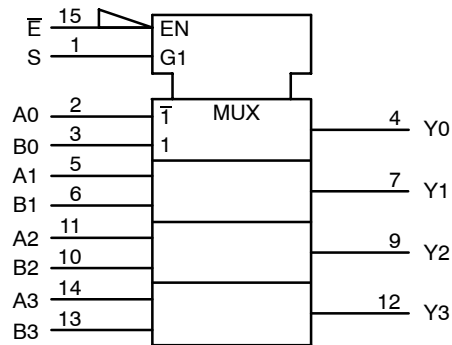 E̅ 15 EN
S 1 G1
MUX
A0 2 1̅ 4 Y0
B0 3 1
A1 5 7 Y1
B1 6
A2 11 9 Y2
B2 10
A3 14 12 Y3
B3 13